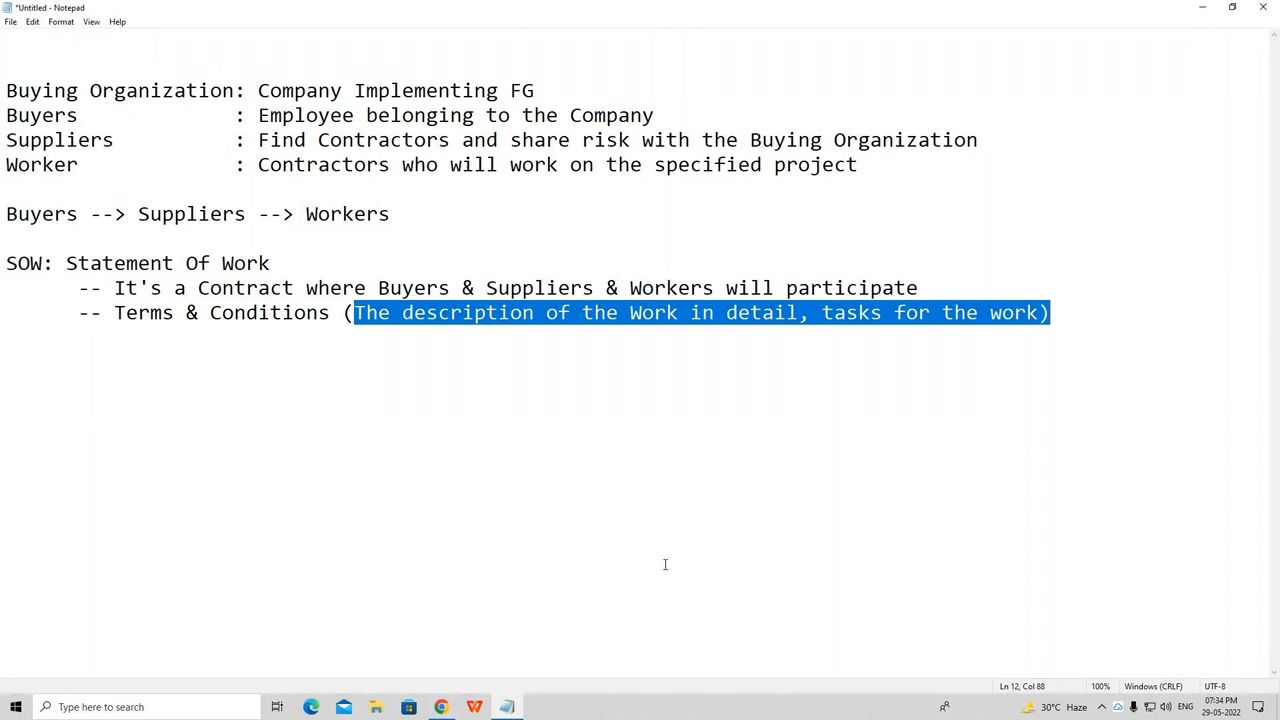 *Untitled - Notepad
File Edit Format View Help
Buying Organization: Company Implementing FG
Buyers : Employee belonging to the Company
Suppliers : Find Contractors and share risk with the Buying Organization
Worker : Contractors who will work on the specified project
Buyers --> Suppliers --> Workers
SOW: Statement Of Work
-- It's a Contract where Buyers & Suppliers & Workers will participate
-- Terms & Conditions (The description of the Work in detail, tasks for the work)
Ln 12, Col 88 100% Windows (CRLF) UTF-8
Type here to search
30°C Haze
ENG
07:34 PM
29-05-2022